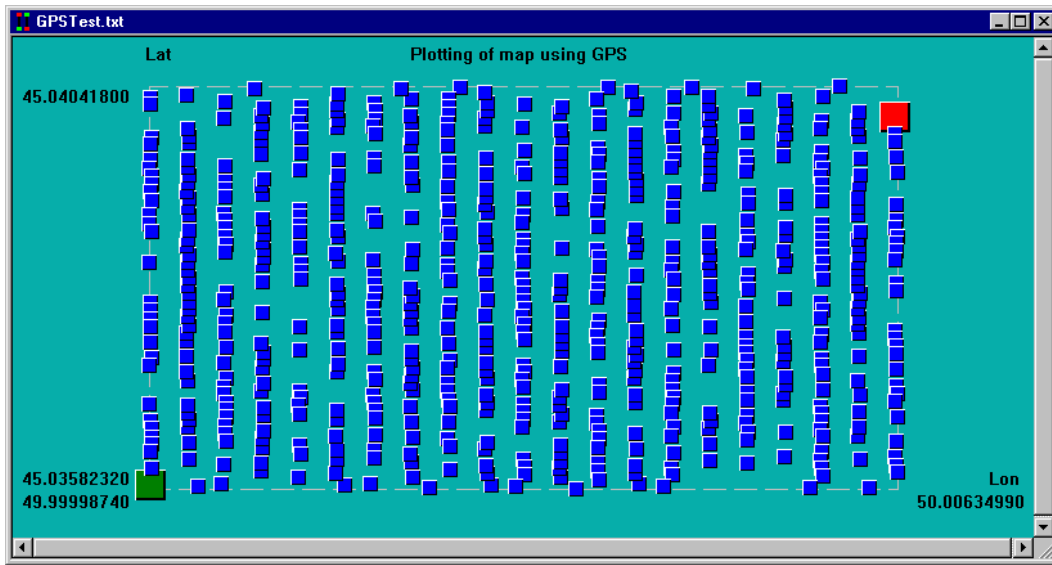 GPSTest.txt
Lat
Plotting of map using GPS
45.04041800
45.03582320
Lon
49.99998740
50.00634990